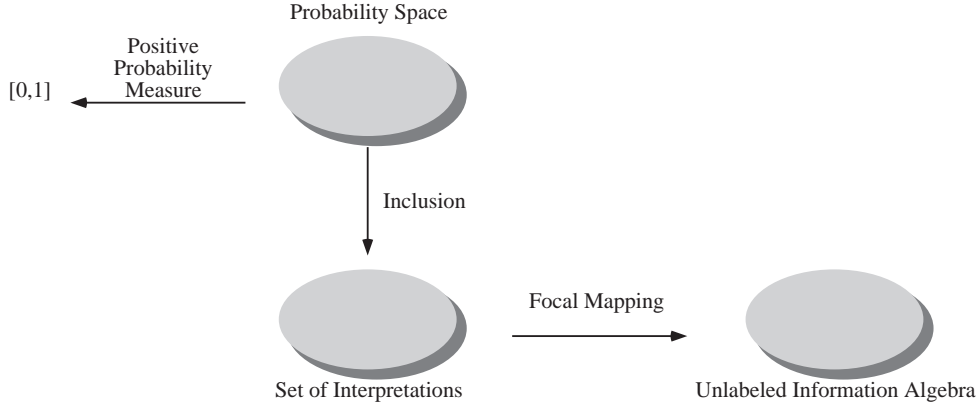 Probability Space
Positive
Probability
Measure
[0,1]
Inclusion
Focal Mapping
Set of Interpretations
Unlabeled Information Algebra